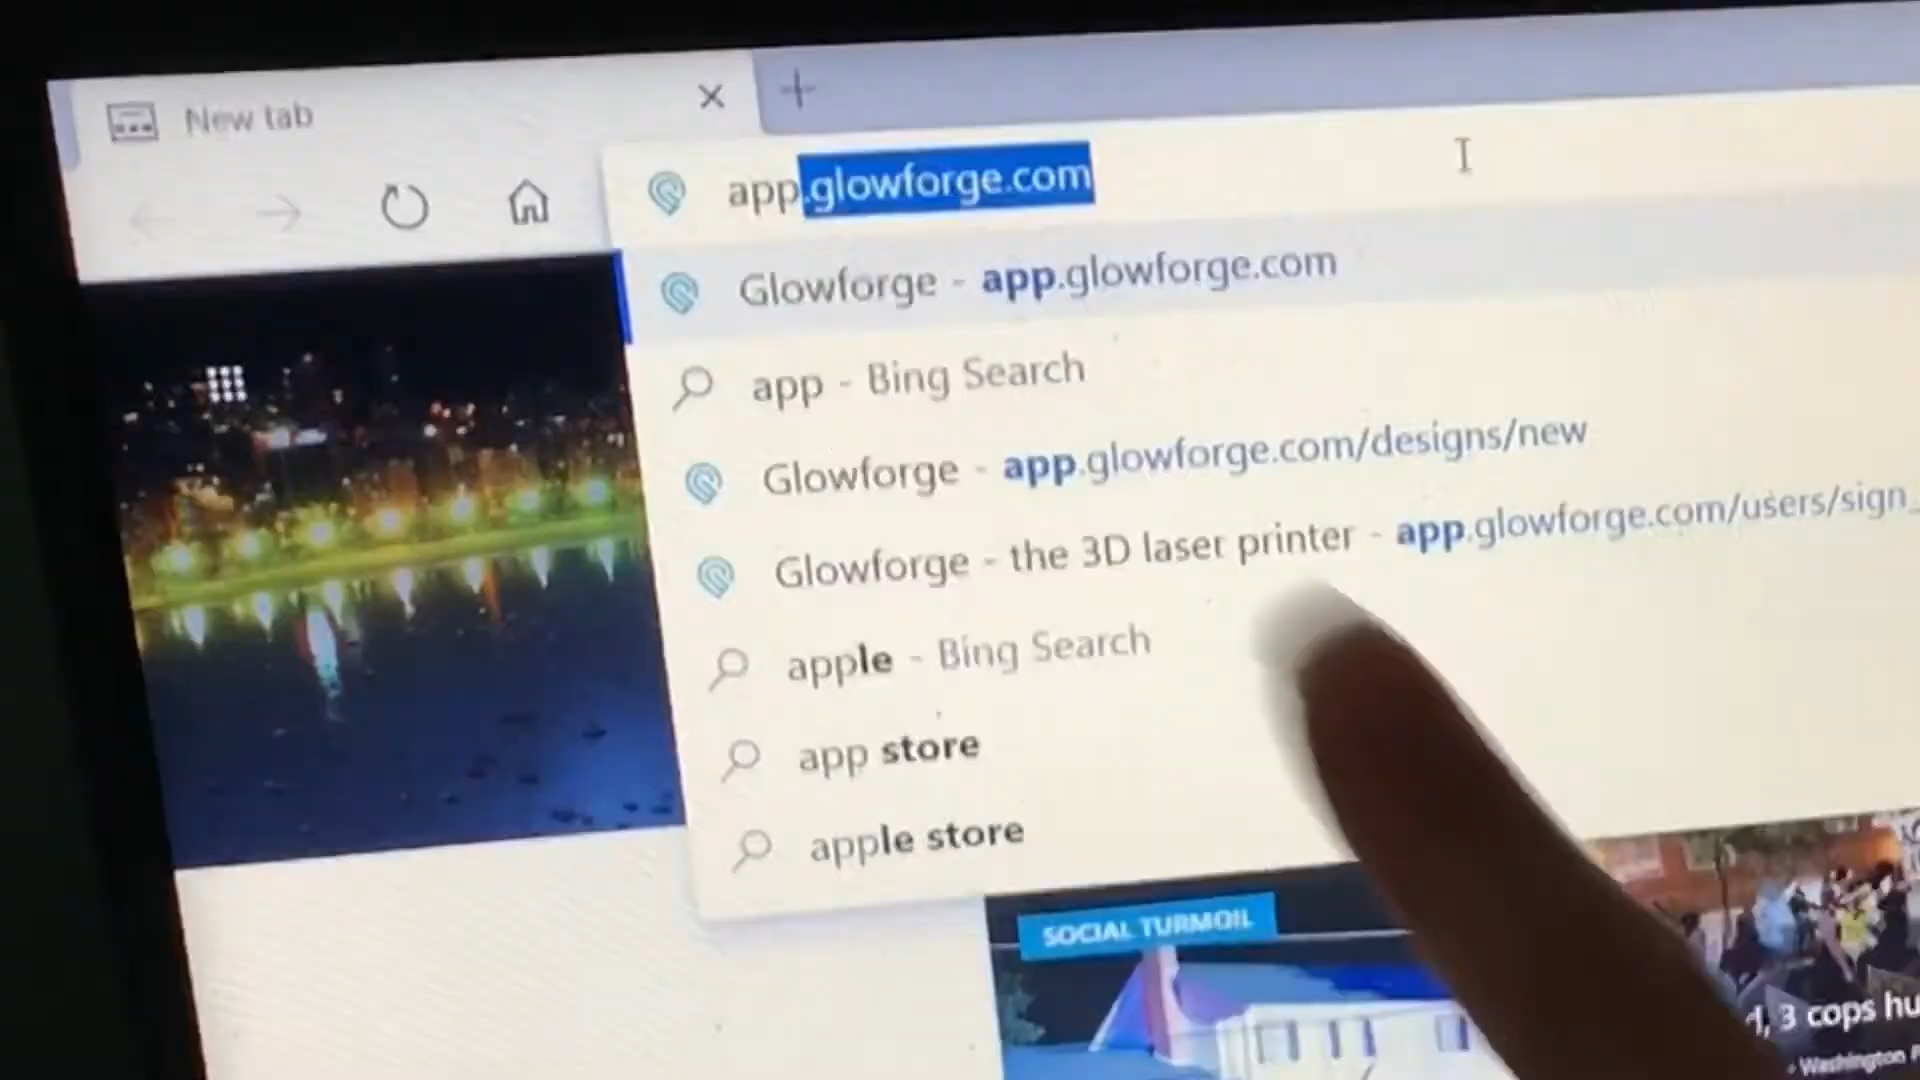 New tab
app.glowforge.com
Glowforge - app.glowforge.com
app - Bing Search
Glowforge - app.glowforge.com/designs/new
Glowforge - the 3D laser printer - app.glowforge.com/users/sign_
apple - Bing Search
app store
apple store
SOCIAL TURMOIL
3 cops hu
Washington